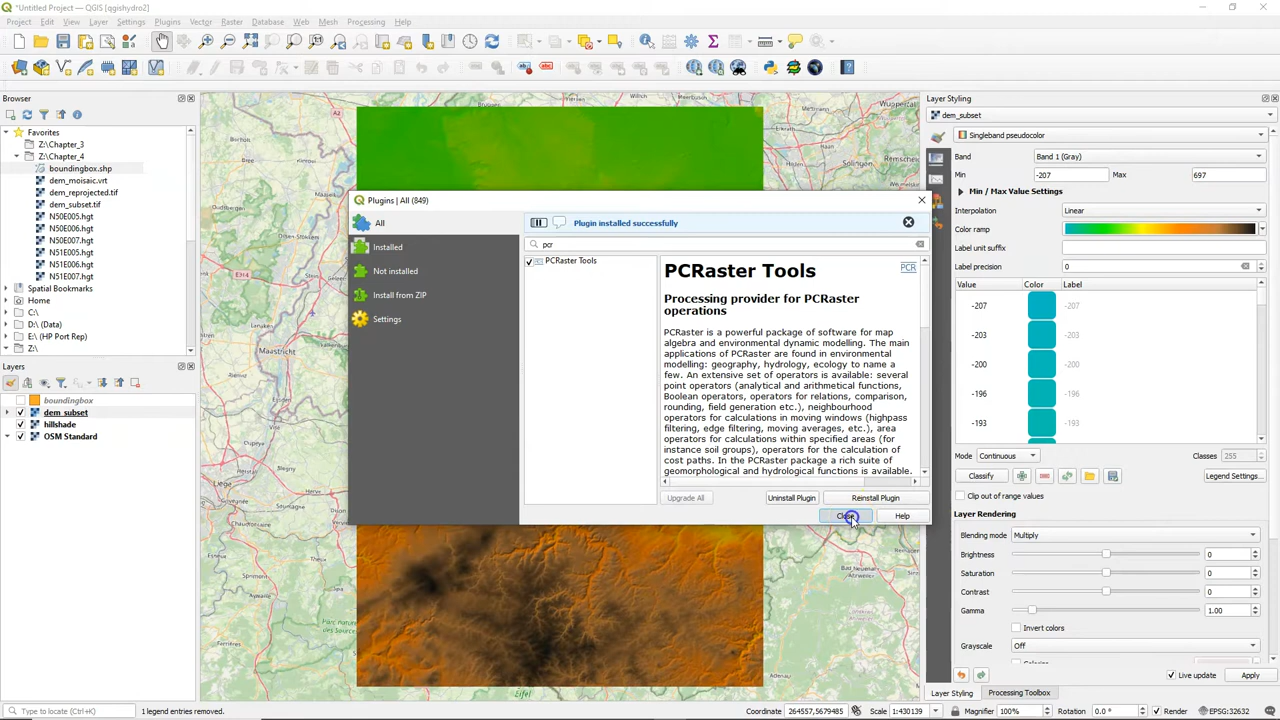 *Untitled Project — QGIS [qgishydro2]
Project Edit View Layer Settings Plugins Vector Raster Database Web Mesh Processing Help
Browser
Favorites
Z:\Chapter_3
Z:\Chapter_4
boundingbox.shp
dem_moisaic.vrt
dem_reprojected.tif
dem_subset.tif
N50E005.hgt
N50E006.hgt
N50E007.hgt
N51E005.hgt
N51E006.hgt
N51E007.hgt
Spatial Bookmarks
Home
C:\
D:\ (Data)
E:\ (HP Port Rep)
Z:\
Layers
boundingbox
dem_subset
hillshade
OSM Standard
Maastricht
Liège
Solingen
Eifel
Plugins | All (849)
All
Installed
Not installed
Install from ZIP
Settings
Plugin installed successfully
pcr
PCRaster Tools
PCRaster Tools
PCR
Processing provider for PCRaster
operations
PCRaster is a powerful package of software for map
algebra and environmental dynamic modelling. The main
applications of PCRaster are found in environmental
modelling: geography, hydrology, ecology to name a
few. An extensive set of operators is available: several
point operators (analytical and arithmetical functions,
Boolean operators, operators for relations, comparison,
rounding, field generation etc.), neighbourhood
operators for calculations in moving windows (highpass
filtering, edge filtering, moving averages, etc.), area
operators for calculations within specified areas (for
instance soil groups), operators for the calculation of
cost paths. In the PCRaster package a rich suite of
geomorphological and hydrological functions is available.
Upgrade All Uninstall Plugin Reinstall Plugin
Close Help
Layer Styling
dem_subset
Singleband pseudocolor
Band Band 1 (Gray)
Min -207 Max 697
Min / Max Value Settings
Interpolation Linear
Color ramp
Label unit suffix
Label precision 0
Value Color Label
-207 -207
-203 -203
-200 -200
-196 -196
-193 -193
Mode Continuous Classes 255
Classify Legend Settings...
Clip out of range values
Layer Rendering
Blending mode Multiply
Brightness 0
Saturation 0
Contrast 0
Gamma 1.00
Invert colors
Grayscale Off
Live update Apply
Layer Styling Processing Toolbox
Type to locate (Ctrl+K) 1 legend entries removed. Coordinate 264557,5679485 Scale 1:430139 Magnifier 100% Rotation 0.0 ° Render EPSG:32632